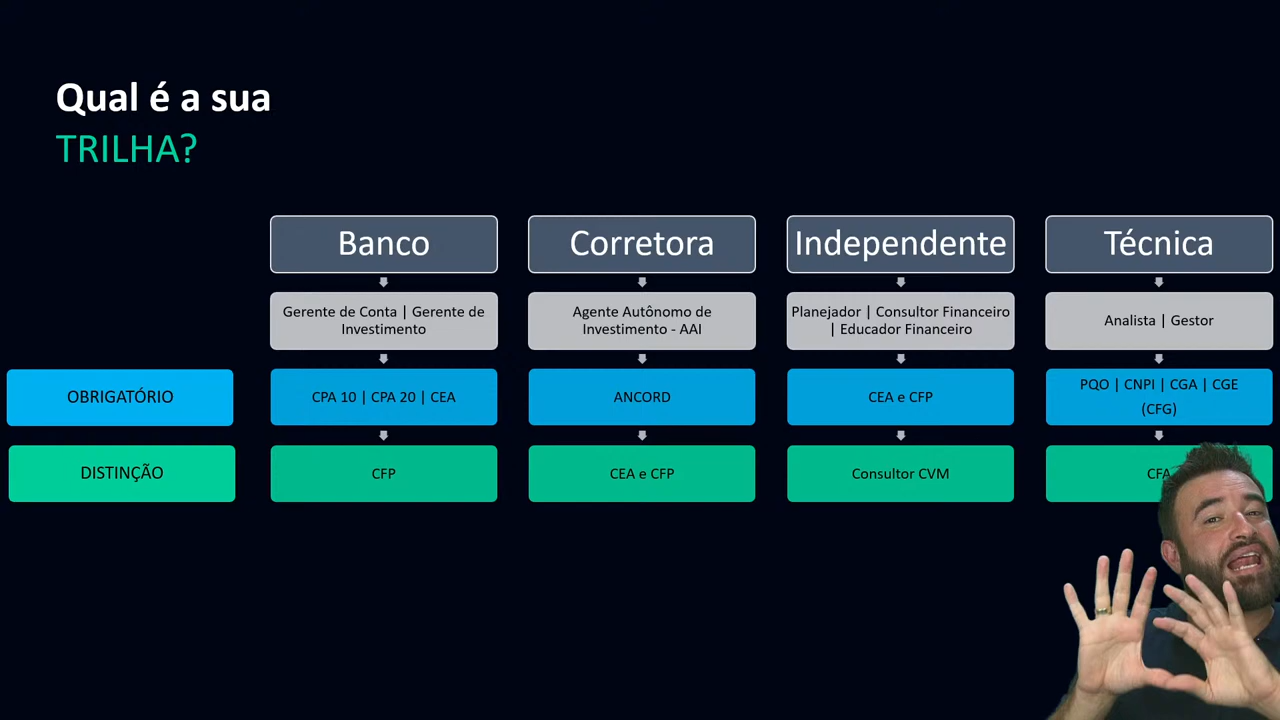 Qual é a sua
TRILHA?
Banco
Corretora
Independente
Técnica
Gerente de Conta | Gerente de
Investimento
Agente Autônomo de
Investimento - AAI
Planejador | Consultor Financeiro
| Educador Financeiro
Analista | Gestor
OBRIGATÓRIO
CPA 10 | CPA 20 | CEA
ANCORD
CEA e CFP
PQO | CNPI | CGA | CGE
(CFG)
DISTINÇÃO
CFP
CEA e CFP
Consultor CVM
CFA